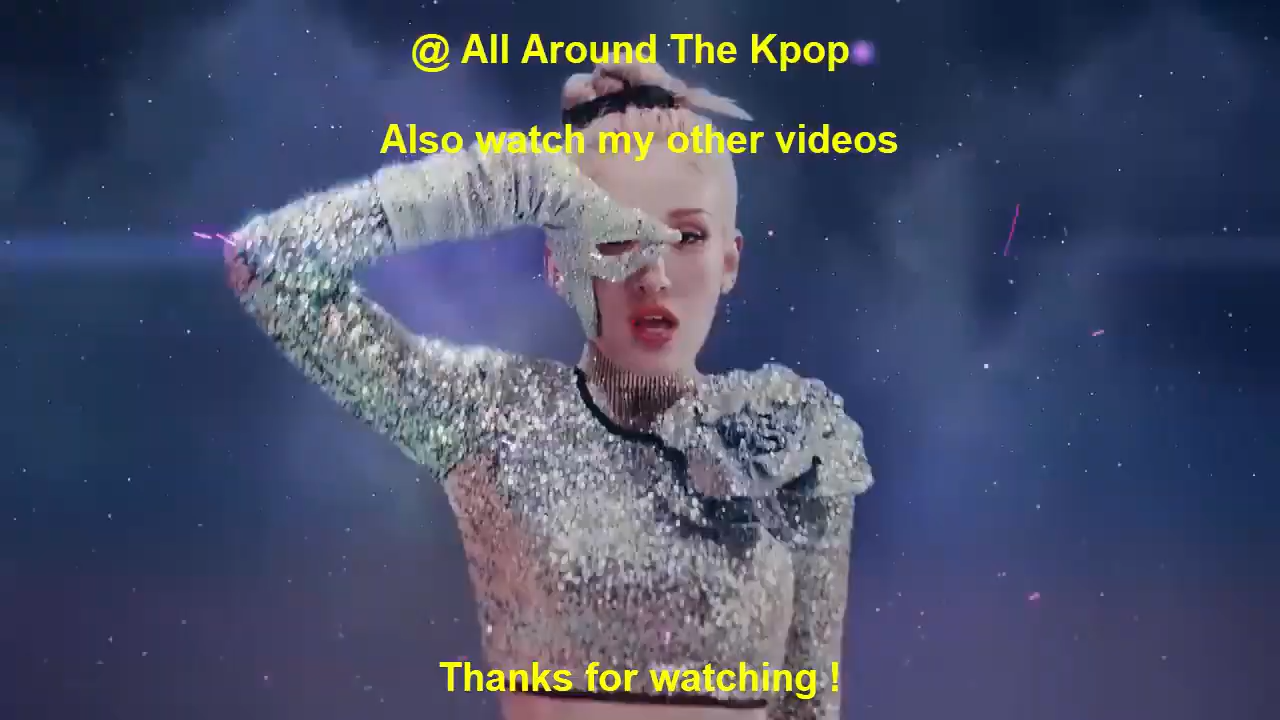 @ All Around The Kpop
Also watch my other videos
Thanks for watching !